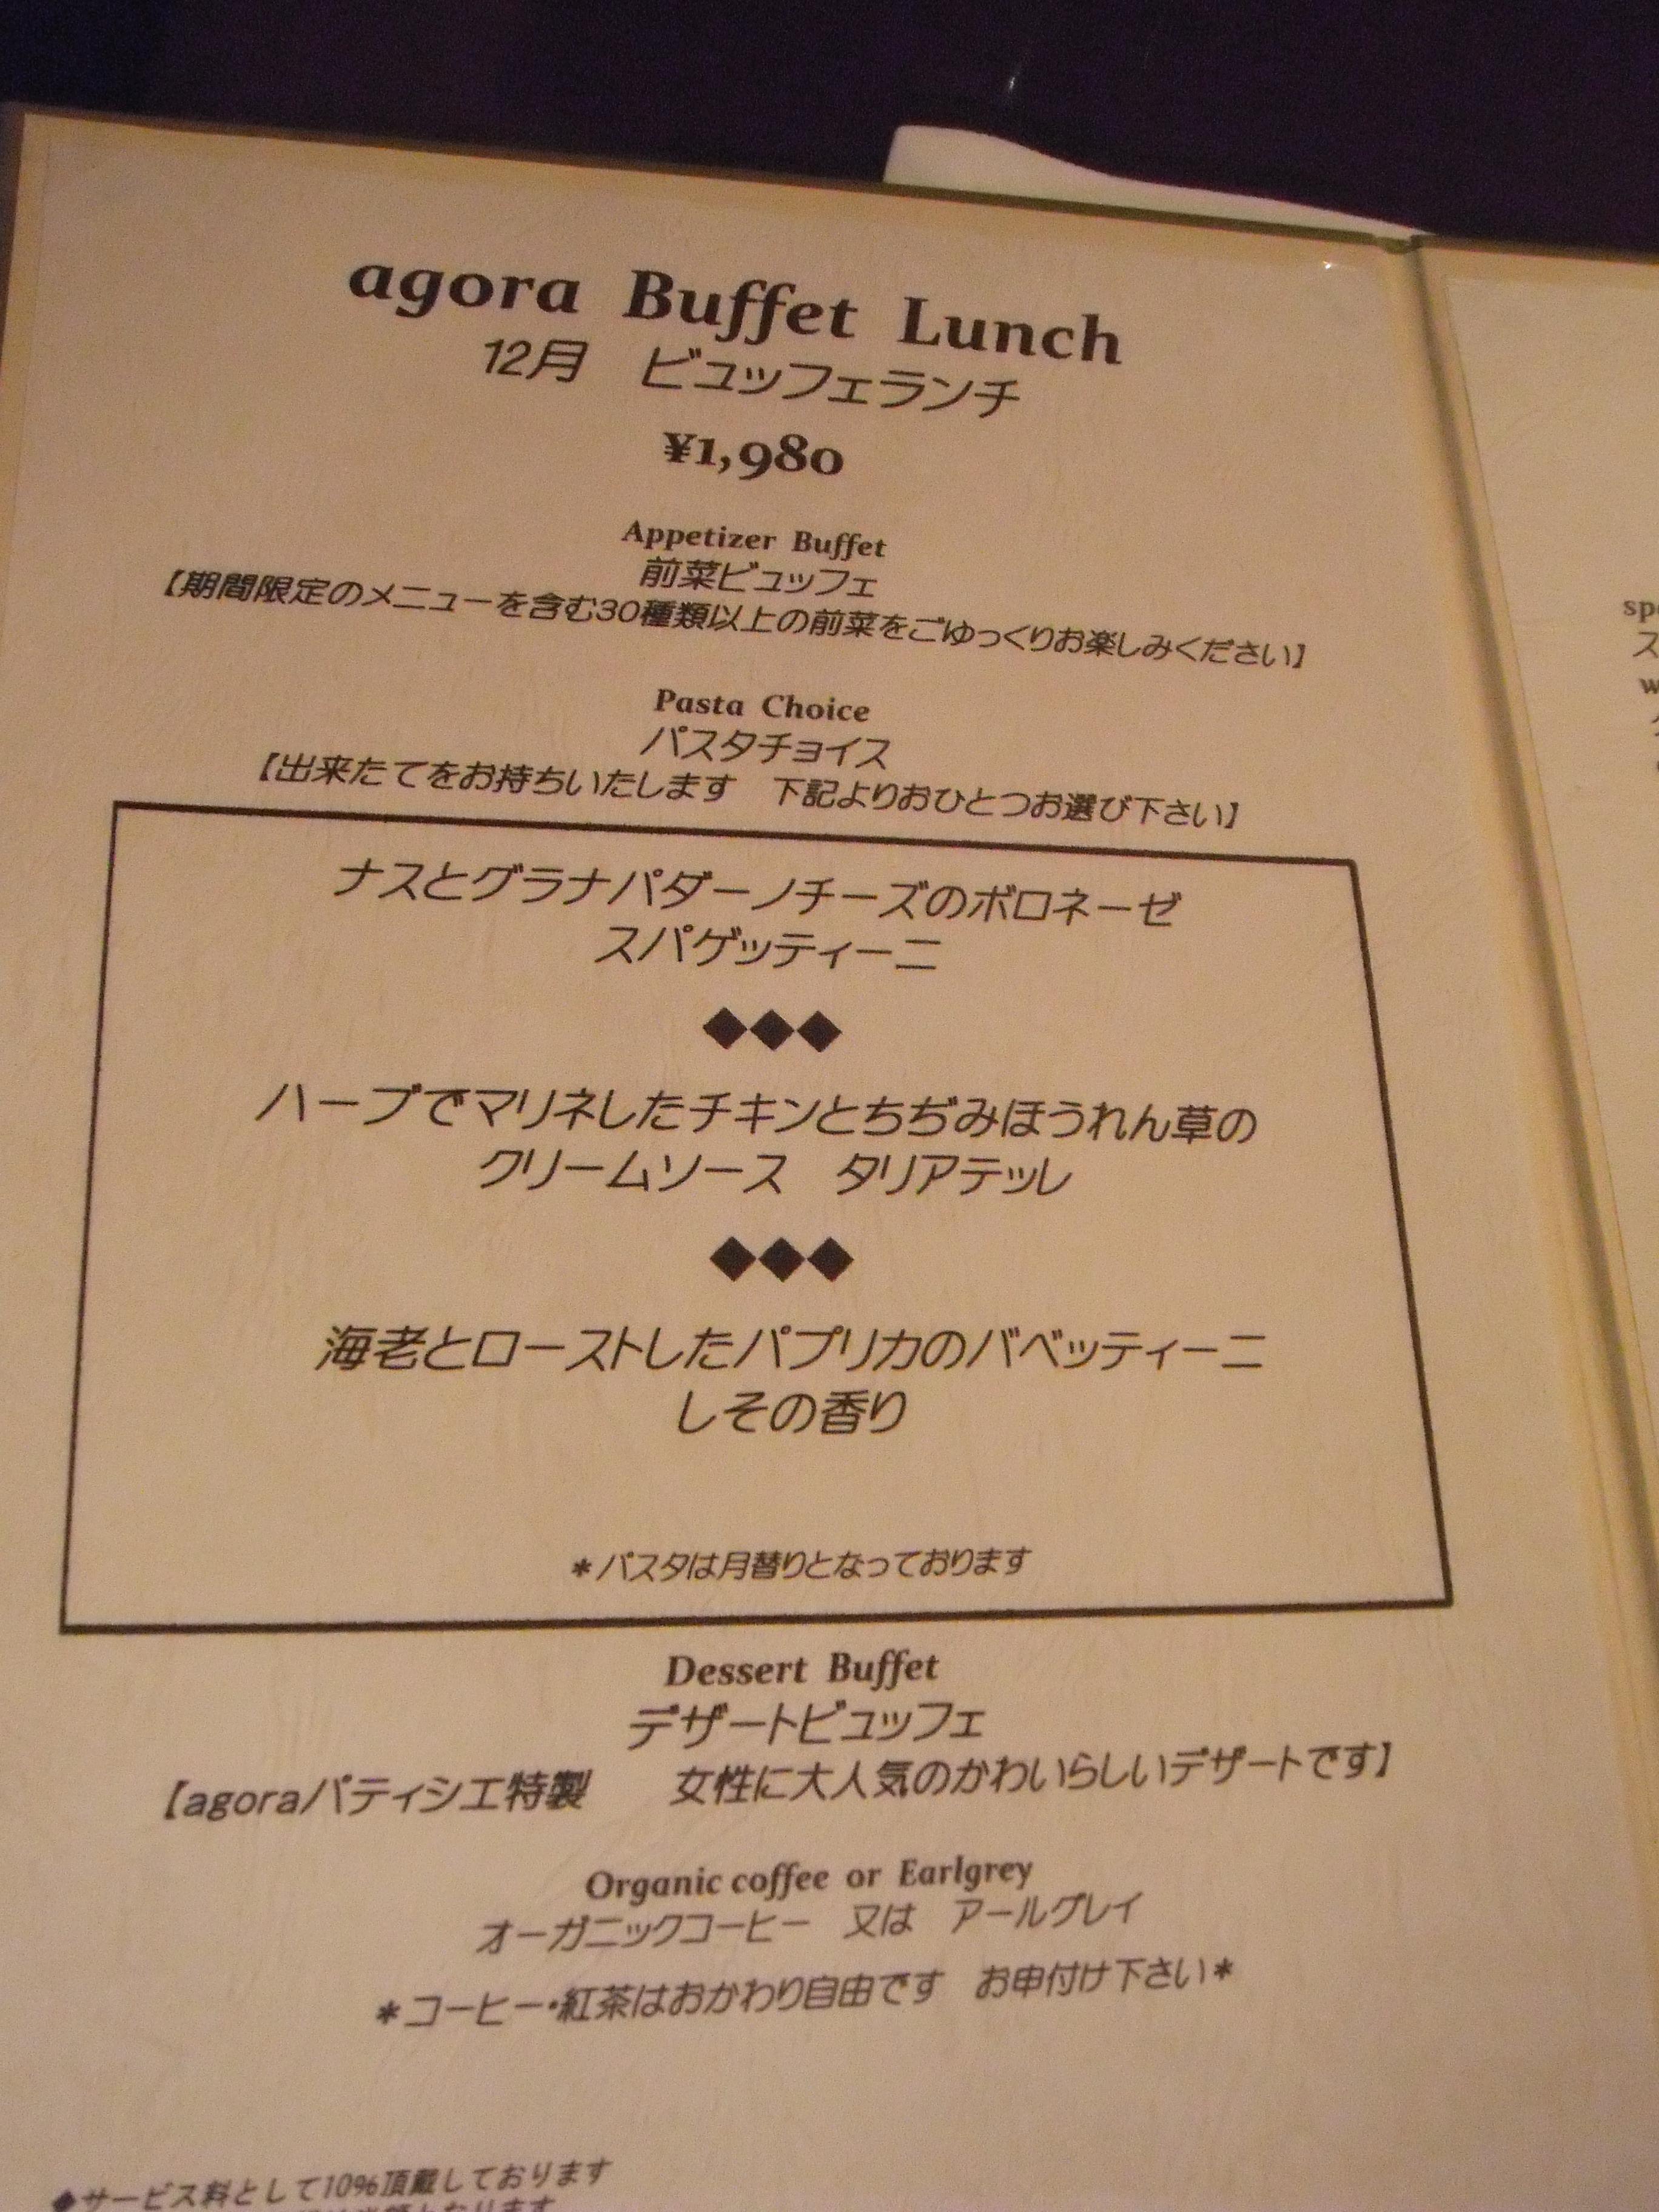 agora Buffet Lunch
12月　ビュッフェランチ
¥1,980
Appetizer Buffet
前菜ビュッフェ
【期間限定のメニューを含む30種類以上の前菜をごゆっくりお楽しみください】
Pasta Choice
パスタチョイス
【出来たてをお持ちいたします　下記よりおひとつお選び下さい】
ナスとグラナパダーノチーズのボロネーゼ
スパゲッティーニ
◆◆◆
ハーブでマリネしたチキンとちぢみほうれん草の
クリームソース　タリアテッレ
◆◆◆
海老とローストしたパプリカのバベッティーニ
しその香り
＊パスタは月替りとなっております
Dessert Buffet
デザートビュッフェ
【agoraパティシエ特製　　女性に大人気のかわいらしいデザートです】
Organic coffee or Earlgrey
オーガニックコーヒー　又は　アールグレイ
＊コーヒー・紅茶はおかわり自由です　お申付け下さい＊
◆サービス料として10%頂戴しております